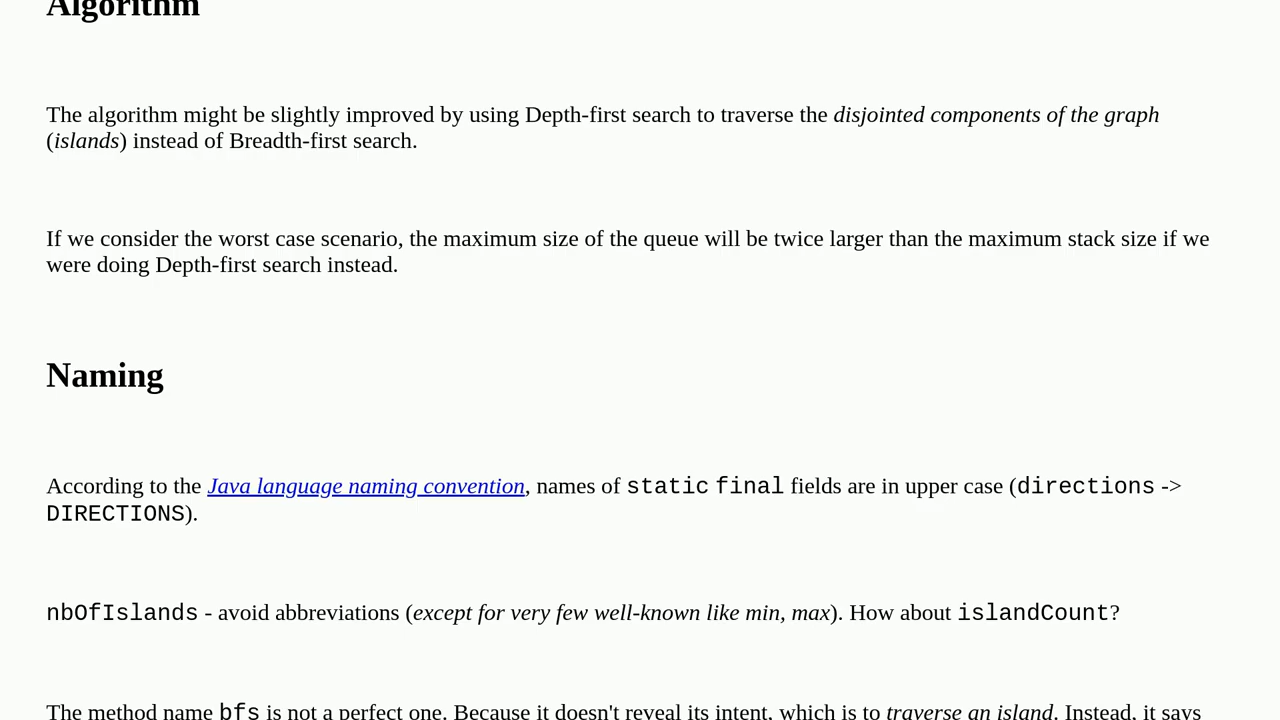 Algorithm
The algorithm might be slightly improved by using Depth-first search to traverse the disjointed components of the graph
(islands) instead of Breadth-first search.
If we consider the worst case scenario, the maximum size of the queue will be twice larger than the maximum stack size if we
were doing Depth-first search instead.
Naming
According to the Java language naming convention, names of static final fields are in upper case (directions ->
DIRECTIONS).
nbOfIslands - avoid abbreviations (except for very few well-known like min, max). How about islandCount?
The method name bfs is not a perfect one. Because it doesn't reveal its intent, which is to traverse an island. Instead, it says